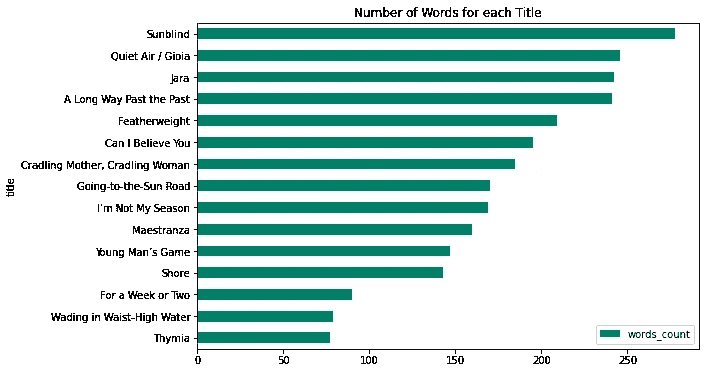 Number of Words for each Title
Sunblind
Quiet Air / Gioia
Jara
A Long Way Past the Past
Featherweight
Can I Believe You
Cradling Mother, Cradling Woman
Going-to-the-Sun Road
I'm Not My Season
Maestranza
Young Man’s Game
Shore
For a Week or Two
Wading in Waist-High Water
Thymia
title
words_count
0 50 100 150 200 250